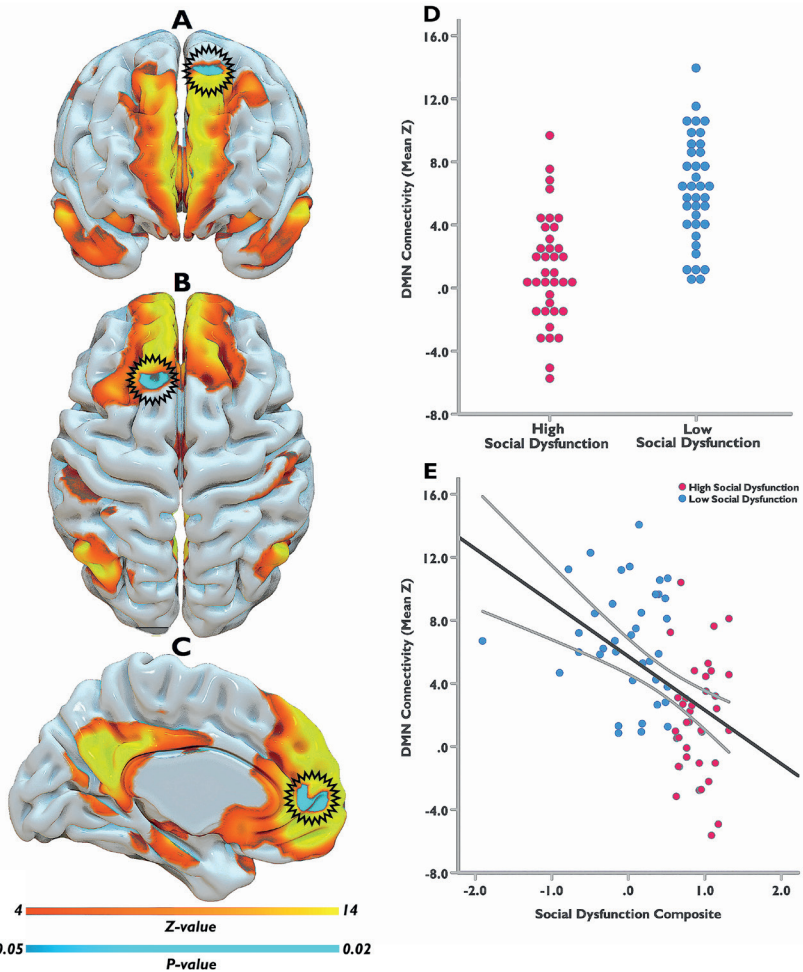 A
B
C
4
14
Z-value
0.05
0.02
P-value
D
DMN Connectivity (Mean Z)
16.0
12.0
8.0
4.0
.0
-4.0
-8.0
High
Social Dysfunction
Low
Social Dysfunction
E
High Social Dysfunction
Low Social Dysfunction
DMN Connectivity (Mean Z)
16.0
12.0
8.0
4.0
.0
-4.0
-8.0
-2.0
-1.0
.0
1.0
2.0
Social Dysfunction Composite